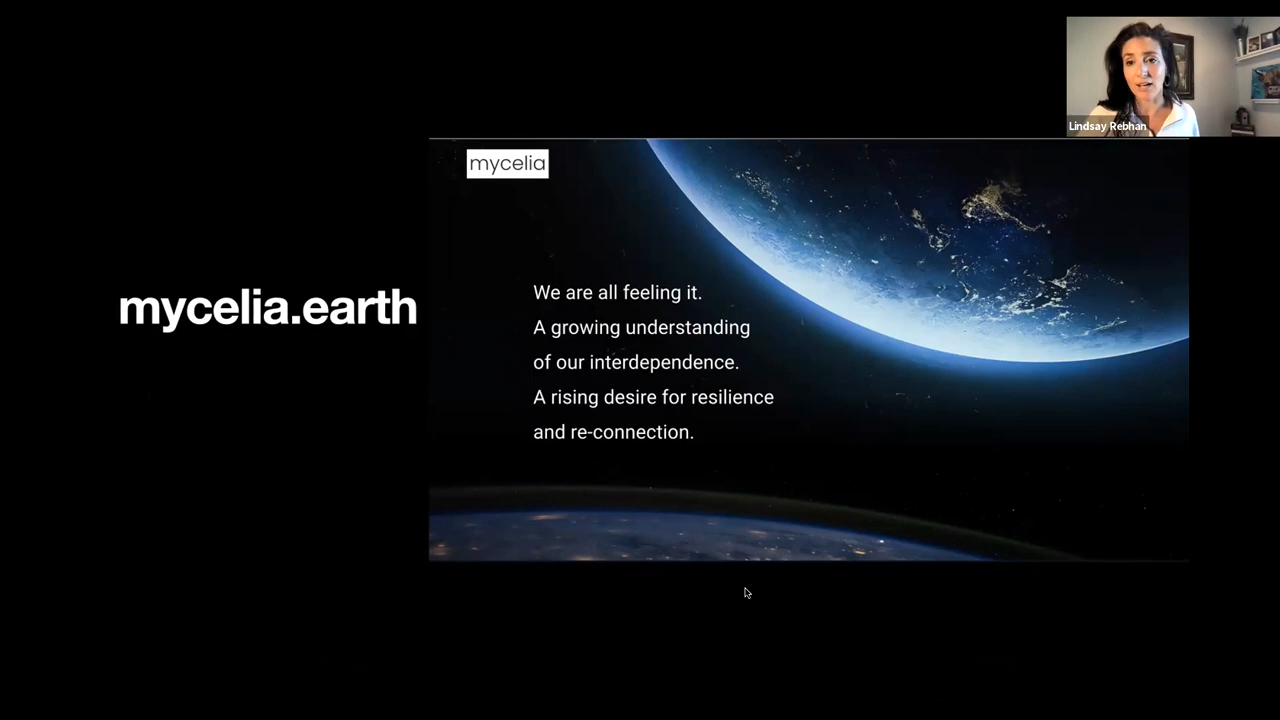 Lindsay Rebhan
mycelia
mycelia.earth
We are all feeling it.
A growing understanding
of our interdependence.
A rising desire for resilience
and re-connection.